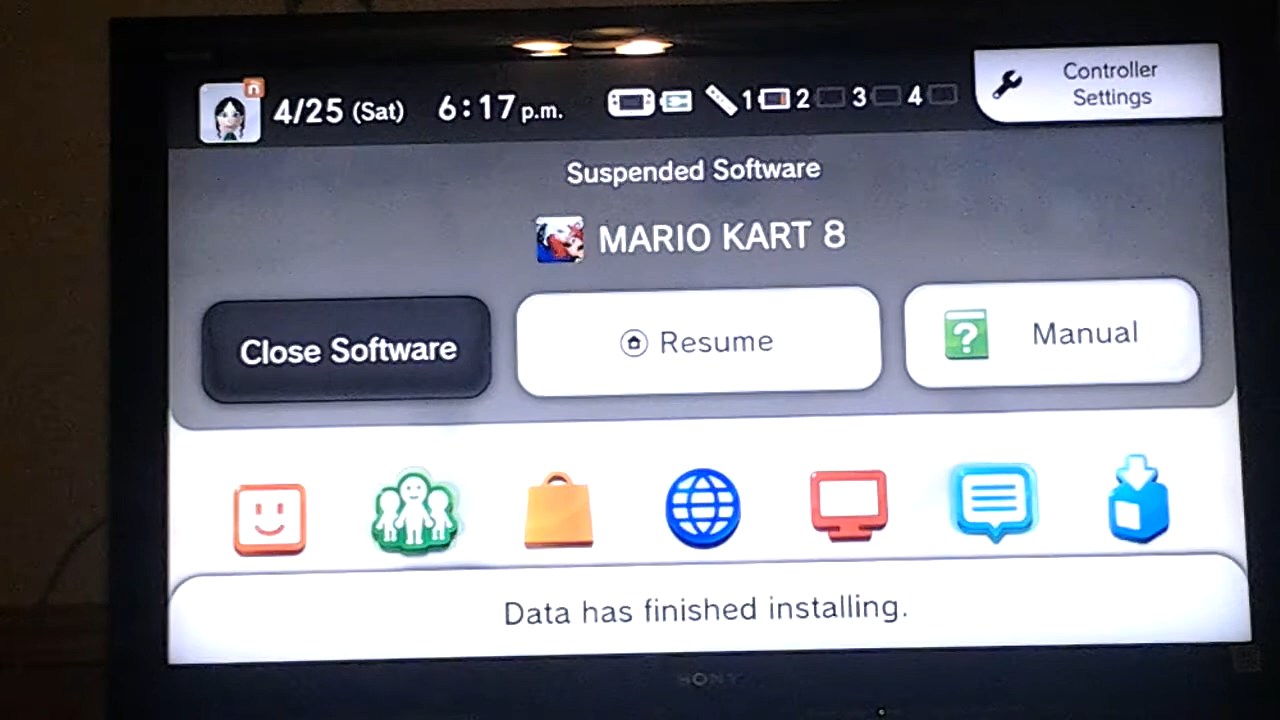 4/25 (Sat) 6:17 p.m. 1 2 3 4
Controller
Settings
Suspended Software
MARIO KART 8
Close Software
Resume
? Manual
Data has finished installing.
SONY